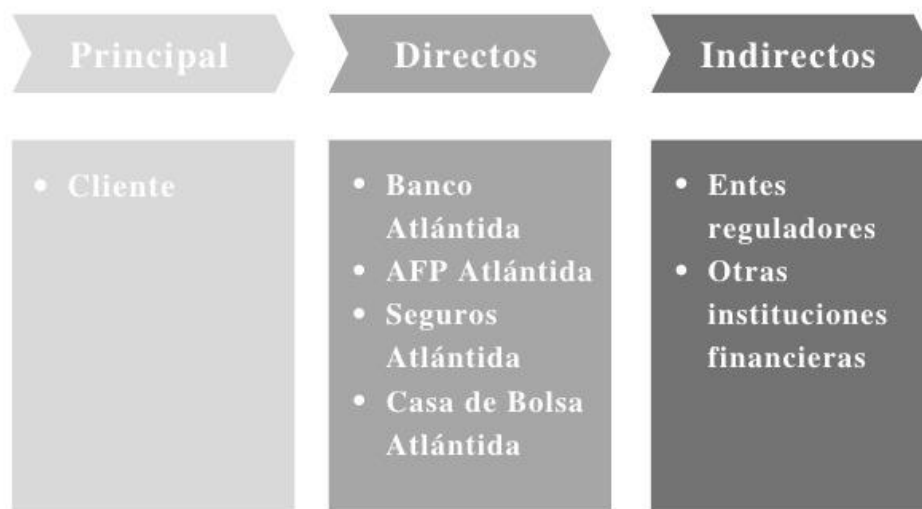 Principal
Directos
Indirectos
• Cliente
• Banco
Atlántida
• AFP Atlántida
• Seguros
Atlántida
• Casa de Bolsa
Atlántida
• Entes
reguladores
• Otras
instituciones
financieras